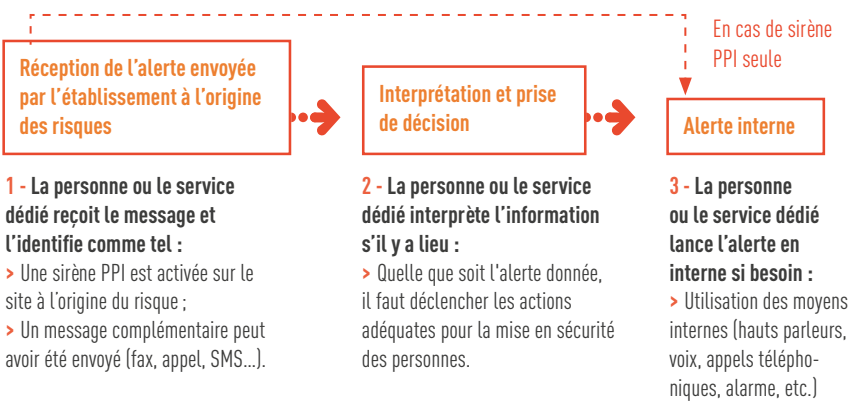 En cas de sirène
PPI seule
Réception de l'alerte envoyée
par l'établissement à l'origine
des risques
Interprétation et prise
de décision
Alerte interne
1 - La personne ou le service
dédié reçoit le message et
l'identifie comme tel :
> Une sirène PPI est activée sur le
site à l'origine du risque ;
> Un message complémentaire peut
avoir été envoyé (fax, appel, SMS...).
2 - La personne ou le service
dédié interprète l'information
s'il y a lieu :
> Quelle que soit l'alerte donnée,
il faut déclencher les actions
adéquates pour la mise en sécurité
des personnes.
3 - La personne
ou le service dédié
lance l'alerte en
interne si besoin :
> Utilisation des moyens
internes (hauts parleurs,
voix, appels télépho-
niques, alarme, etc.)